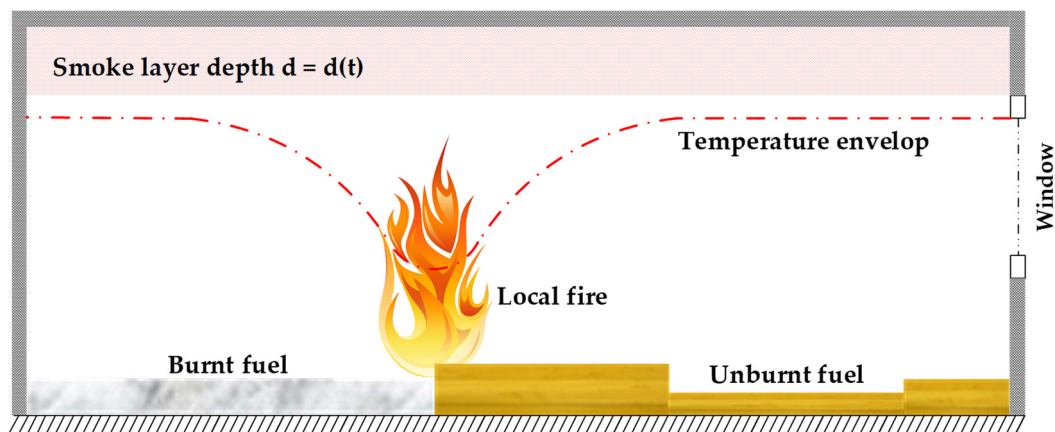 Smoke layer depth d = d(t)
Temperature envelop
Window
Local fire
Burnt fuel
Unburnt fuel